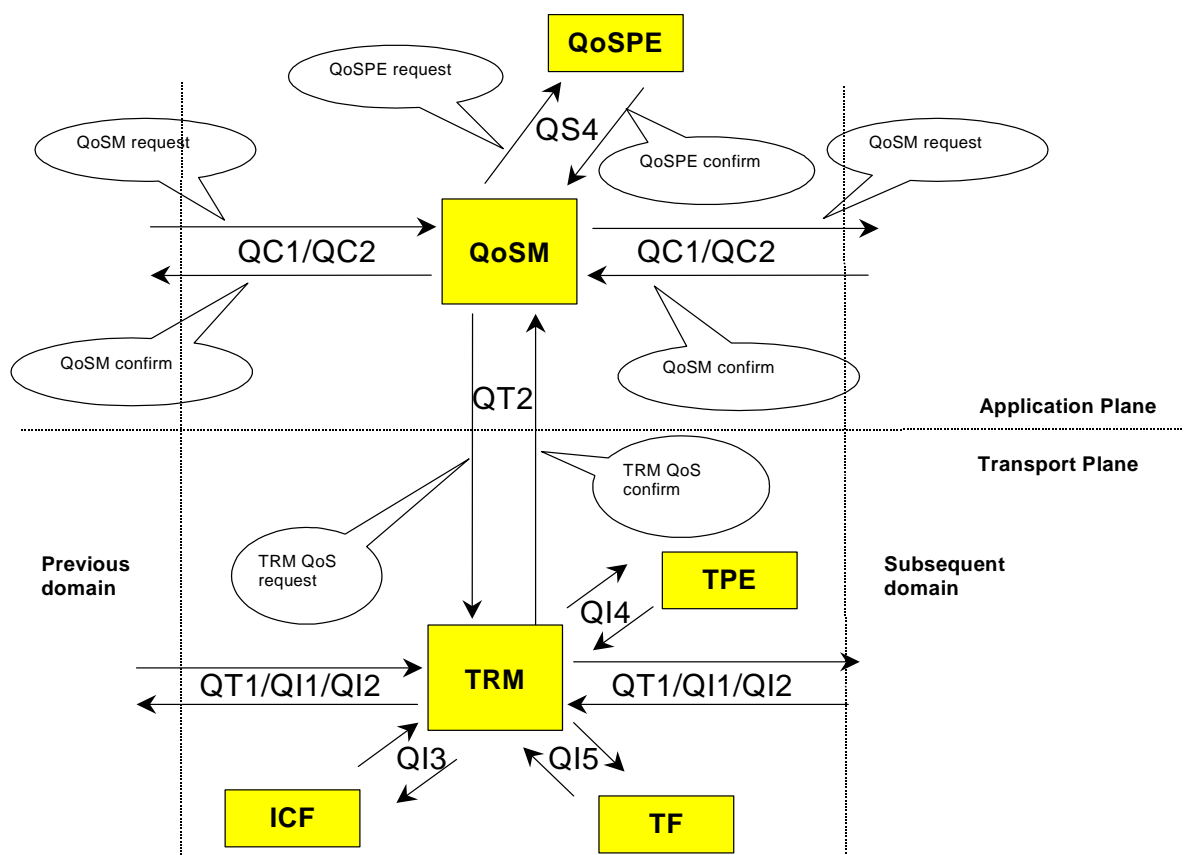 QoSPE
QoSPE request
QS4
QoSM request
QoSPE confirm
QoSM request
QoSM
QC1/QC2
QC1/QC2
QoSM confirm
QoSM confirm
QT2
Application Plane
Transport Plane
TRM QoS
confirm
TRM QoS
request
Previous
domain
TPE
Subsequent
domain
QI4
TRM
QT1/QI1/QI2
QT1/QI1/QI2
QI3
QI5
ICF
TF